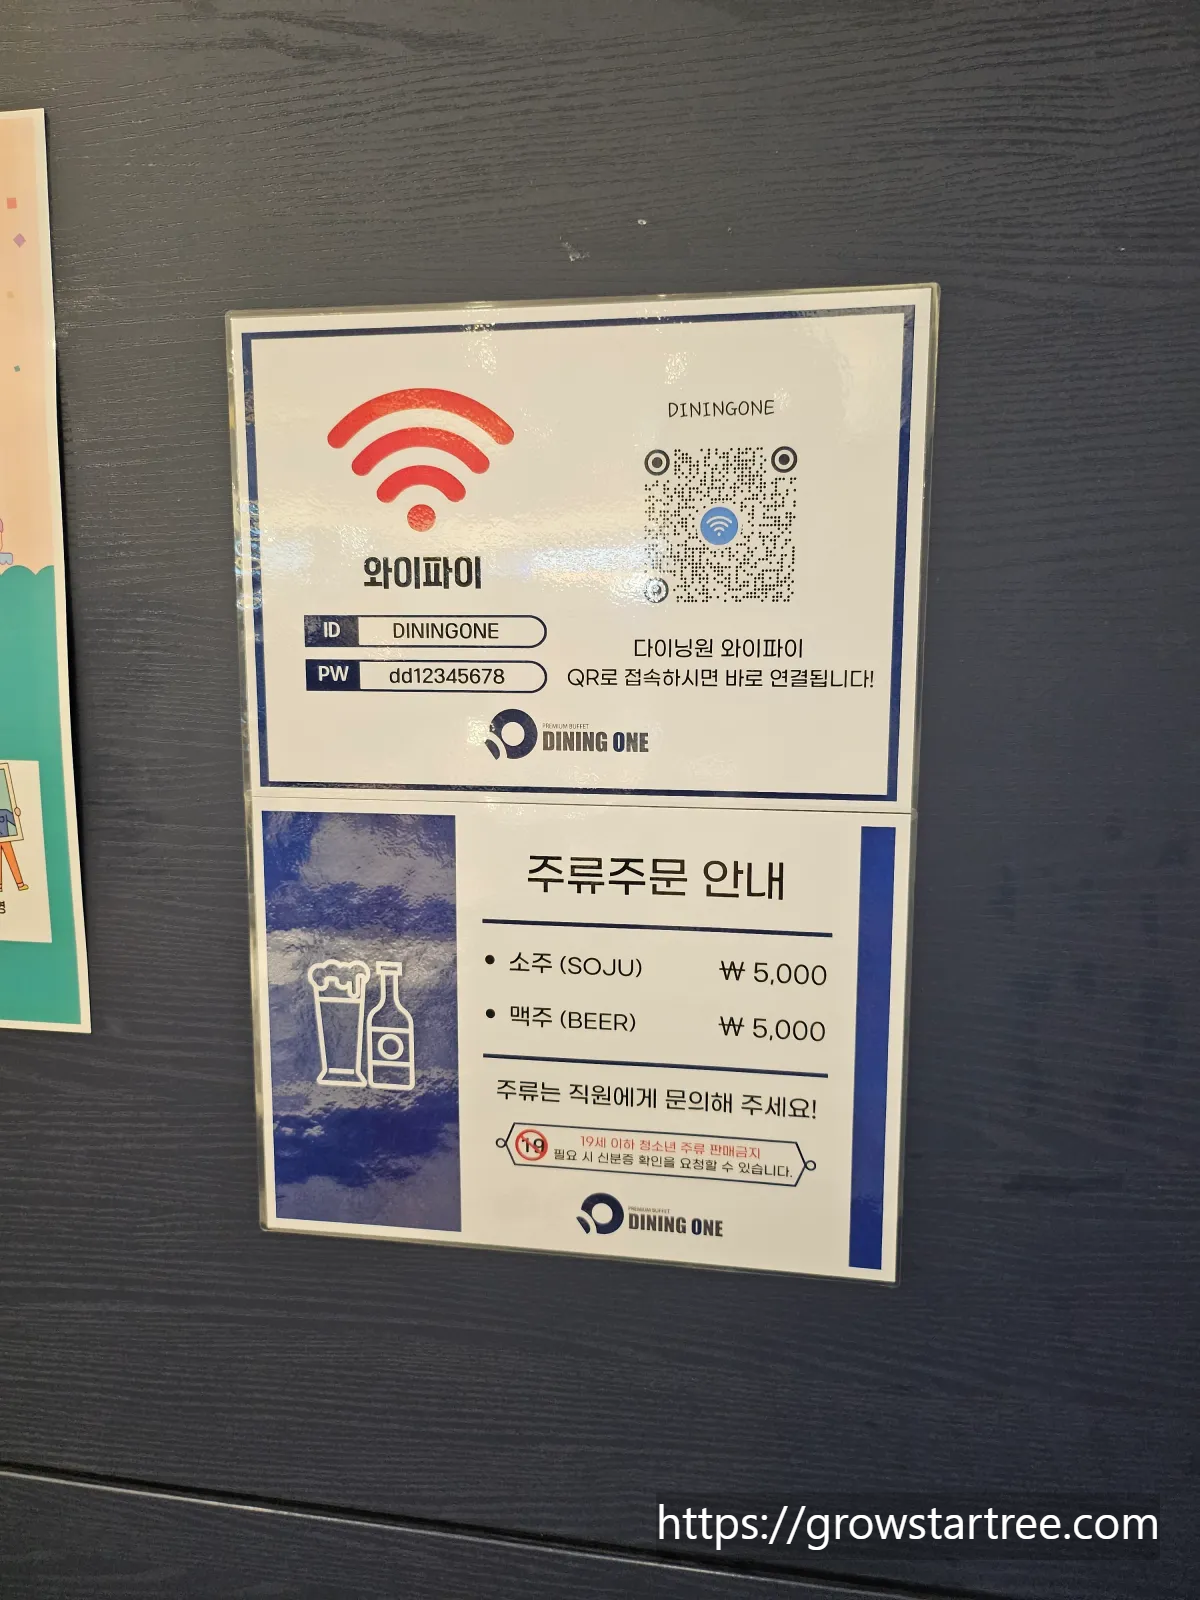 DININGONE
와이파이
ID DININGONE
PW dd12345678
다이닝원 와이파이
QR로 접속하시면 바로 연결됩니다!
PREMIUM BUFFET
DINING ONE
주류주문 안내
• 소주 (SOJU) ₩ 5,000
• 맥주 (BEER) ₩ 5,000
주류는 직원에게 문의해 주세요!
19
19세 이하 청소년 주류 판매금지
필요 시 신분증 확인을 요청할 수 있습니다.
PREMIUM BUFFET
DINING ONE
https://growstartree.com